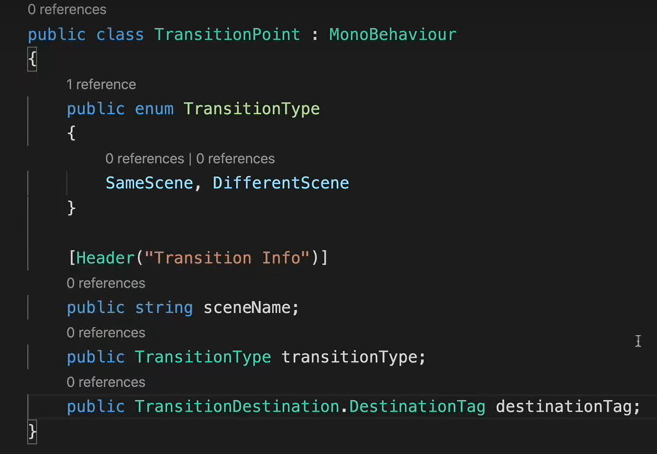 0 references
public class TransitionPoint : MonoBehaviour
{
1 reference
public enum TransitionType
{
0 references | 0 references
SameScene, DifferentScene
}
[Header("Transition Info")]
0 references
public string sceneName;
0 references
public TransitionType transitionType;
0 references
public TransitionDestination.DestinationTag destinationTag;
}